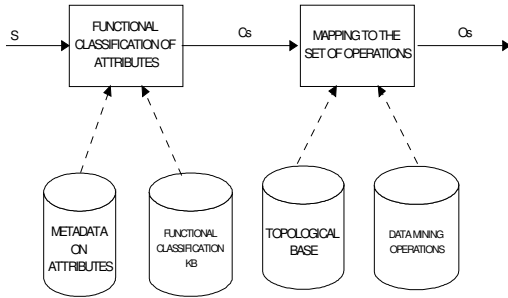 S
FUNCTIONAL
CLASSIFICATION OF
ATTRIBUTES
Cs
MAPPING TO THE
SET OF OPERATIONS
Os
METADATA
ON
ATTRIBUTES
FUNCTIONAL
CLASSIFICATION
KB
TOPOLOGICAL
BASE
DATA MINING
OPERATIONS